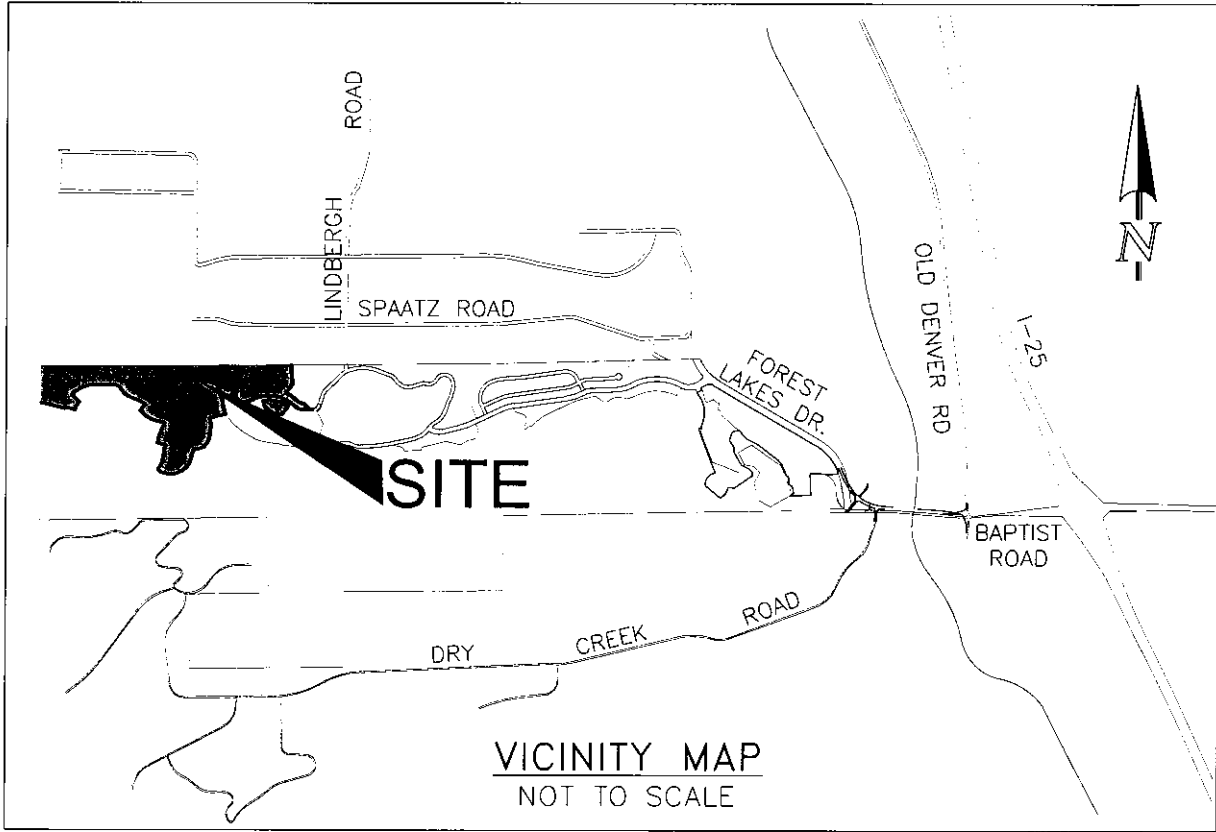 LINDBERGH ROAD
SPAATZ ROAD
FOREST
LAKES DR.
OLD DENVER RD
I-25
N
SITE
BAPTIST
ROAD
DRY CREEK ROAD
VICINITY MAP
NOT TO SCALE